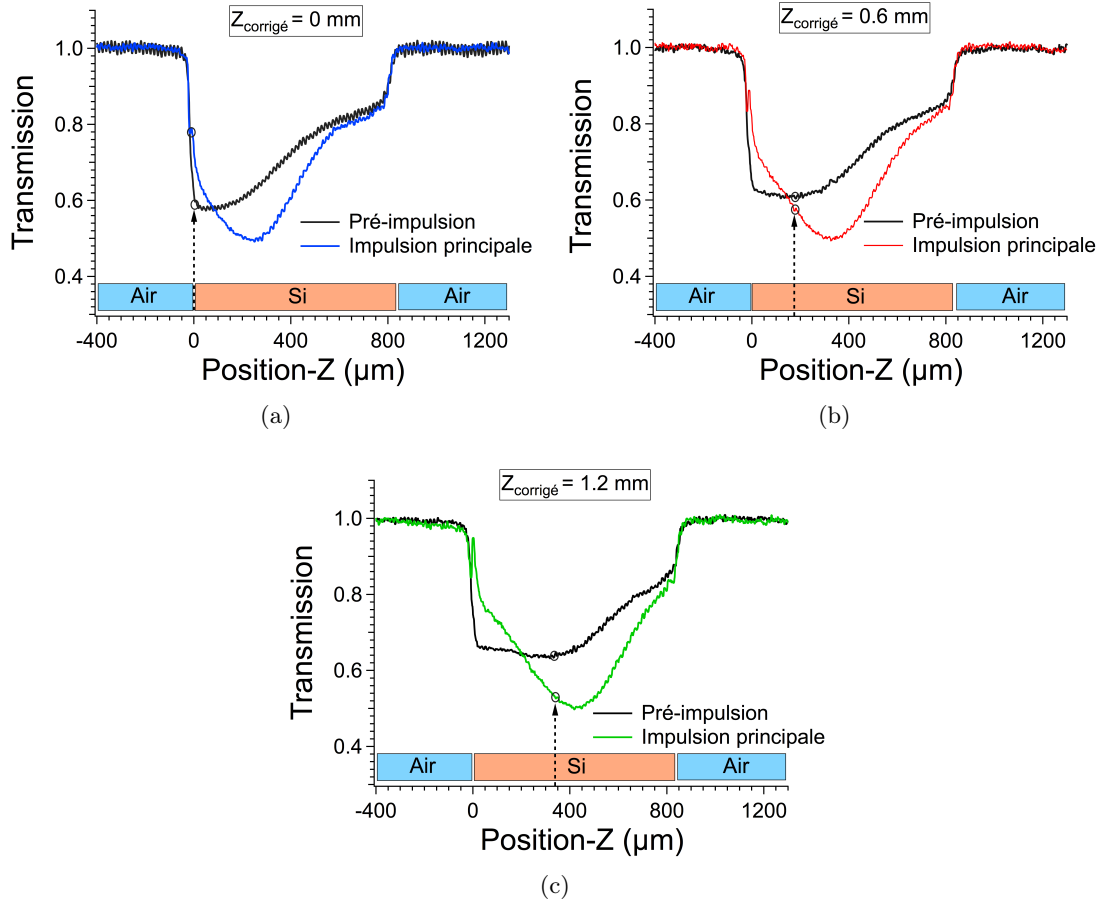 Z corrigé = 0 mm
1.0
0.8
0.6
0.4
Transmission
Pré-impulsion
Impulsion principale
Air
Si
Air
-400
0
400
800
1200
Position-Z (µm)
(a)
Z corrigé = 0.6 mm
1.0
0.8
0.6
0.4
Transmission
Pré-impulsion
Impulsion principale
Air
Si
Air
-400
0
400
800
1200
Position-Z (µm)
(b)
Z corrigé = 1.2 mm
1.0
0.8
0.6
0.4
Transmission
Pré-impulsion
Impulsion principale
Air
Si
Air
-400
0
400
800
1200
Position-Z (µm)
(c)